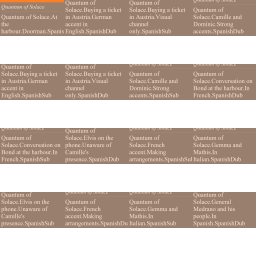 Quantum of Solace
Quantum of Solace.At
the
harbour.Doorman.Spanis
Quantum of
Solace.Buying a ticket
in Austria.German
accent in
English.SpanishDub
Quantum of
Solace.Buying a ticket
in Austria.Visual
channel
only.SpanishSub
Quantum of
Solace.Camille and
Dominic.Strong
accents.SpanishDub
Quantum of
Solace.Buying a ticket
in Austria.German
accent in
English.SpanishSub
Quantum of
Solace.Buying a ticket
in Austria.Visual
channel
only.SpanishDub
Quantum of
Solace.Camille and
Dominic.Strong
accents.SpanishSub
Quantum of
Solace.Conversation on
Bond at the harbour.In
French.SpanishDub
Quantum of
Solace.Conversation on
Bond at the harbour.In
French.SpanishSub
Quantum of
Solace.Elvis on the
phone.Unaware of
Camille's
presence.SpanishDub
Quantum of
Solace.French
accent.Making
arrangements.SpanishSub
Quantum of
Solace.Gemma and
Mathis.In
Italian.SpanishDub
Quantum of
Solace.Elvis on the
phone.Unaware of
Camille's
presence.SpanishSub
Quantum of
Solace.French
accent.Making
arrangements.SpanishDu
Quantum of
Solace.Gemma and
Mathis.In
Italian.SpanishSub
Quantum of
Solace.General
Medrano and his
people.In
Spanish.SpanishDub